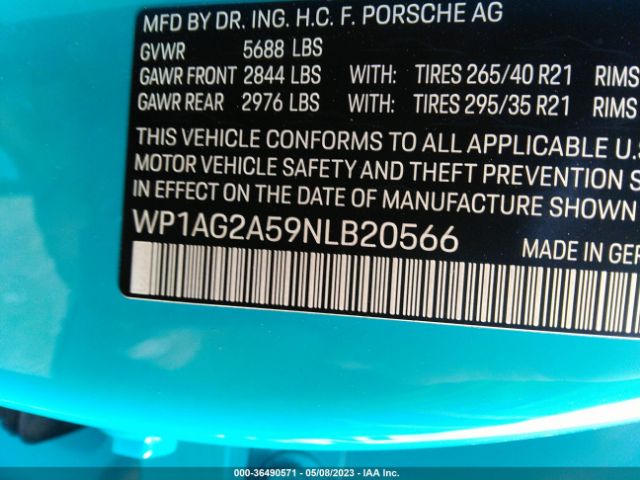 MFD BY DR. ING. H.C. F. PORSCHE AG
GVWR 5688 LBS
GAWR FRONT 2844 LBS WITH: TIRES 265/40 R21 RIMS
GAWR REAR 2976 LBS WITH: TIRES 295/35 R21 RIMS
THIS VEHICLE CONFORMS TO ALL APPLICABLE U.S
MOTOR VEHICLE SAFETY AND THEFT PREVENTION S
EFFECT ON THE DATE OF MANUFACTURE SHOWN
WP1AG2A59NLB20566
MADE IN GER
000-36490571 - 05/08/2023 - IAA Inc.